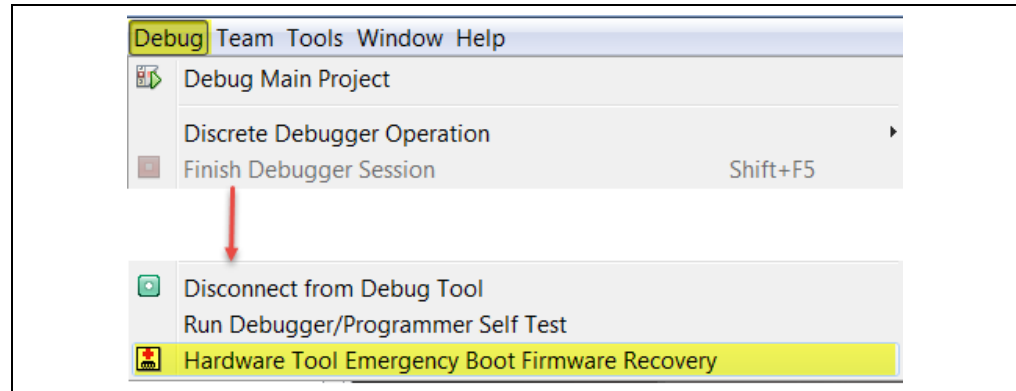 Debug Team Tools Window Help
Debug Main Project
Discrete Debugger Operation
Finish Debugger Session Shift+F5
Disconnect from Debug Tool
Run Debugger/Programmer Self Test
Hardware Tool Emergency Boot Firmware Recovery